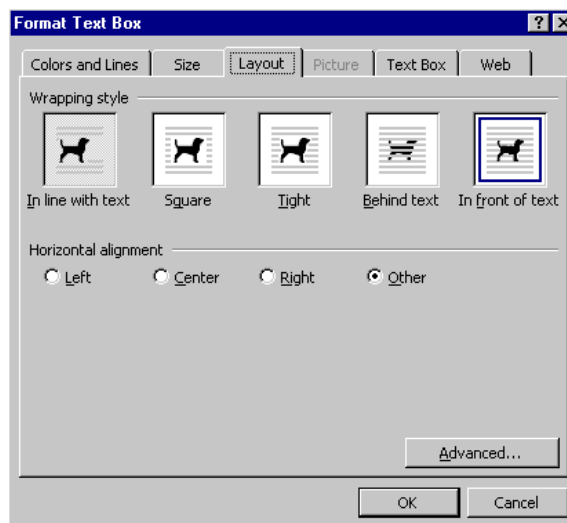 Format Text Box
Colors and Lines Size Layout Picture Text Box Web
Wrapping style
In line with text Square Tight Behind text In front of text
Horizontal alignment
Left Center Right Other
Advanced...
OK Cancel